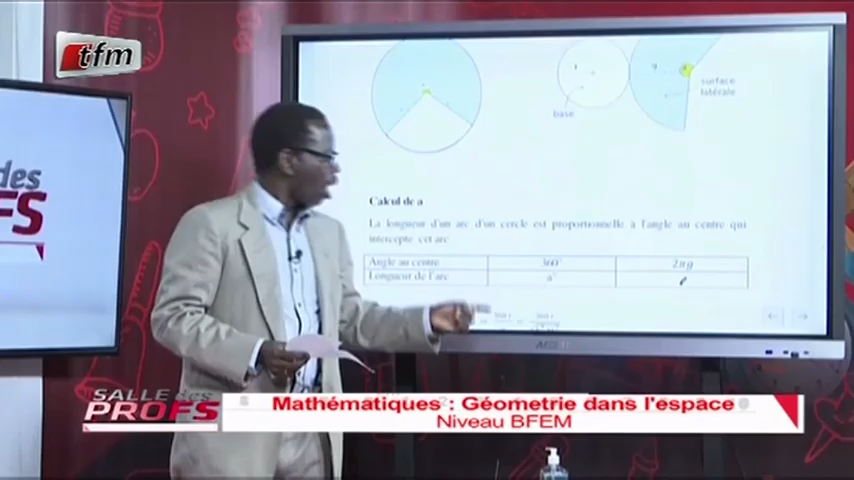 tfm
des
FS
1
g
base
surface
latérale
Calcul de a
La longueur d'un arc d'un cercle est proportionnelle à l'angle au centre qui
intercepte cet arc
Angle au centre 360° 2πg
Longueur de l'arc a°
SALLE des
PROFS
Mathématiques : Géometrie dans l'espace
Niveau BFEM